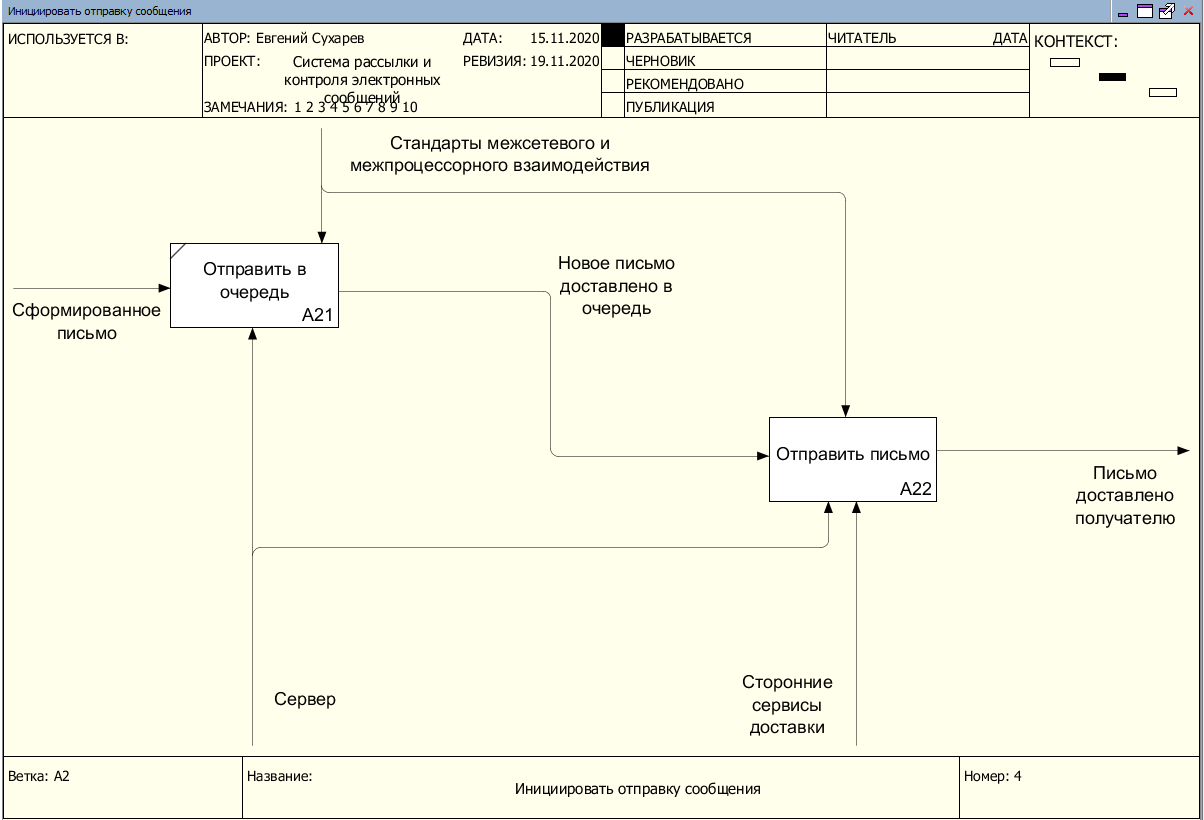 Инициировать отправку сообщения
ИСПОЛЬЗУЕТСЯ В:
АВТОР: Евгений Сухарев
ДАТА: 15.11.2020
ПРОЕКТ: Система рассылки и
контроля электронных
сообщений
РЕВИЗИЯ: 19.11.2020
ЗАМЕЧАНИЯ: 1 2 3 4 5 6 7 8 9 10
РАЗРАБАТЫВАЕТСЯ
ЧЕРНОВИК
РЕКОМЕНДОВАНО
ПУБЛИКАЦИЯ
ЧИТАТЕЛЬ ДАТА
КОНТЕКСТ:
Стандарты межсетевого и
межпроцессорного взаимодействия
Отправить в
очередь
A21
Сформированное
письмо
Новое письмо
доставлено в
очередь
Отправить письмо
A22
Письмо
доставлено
получателю
Сервер
Сторонние
сервисы
доставки
Ветка: A2
Название:
Инициировать отправку сообщения
Номер: 4